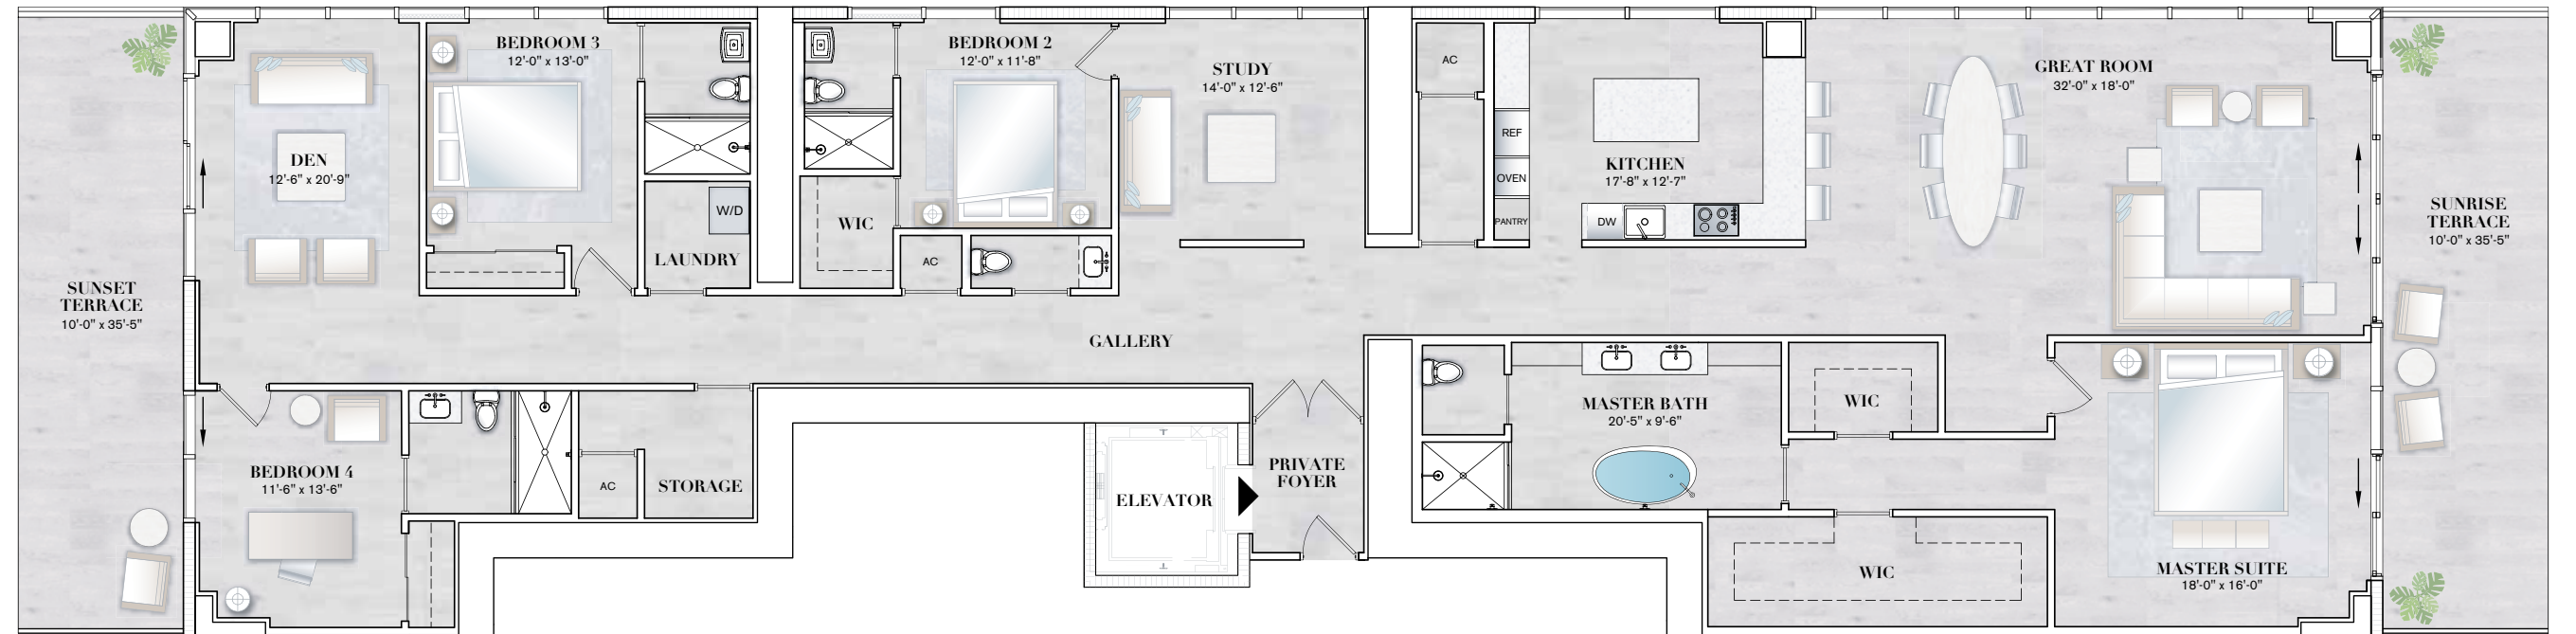 BEDROOM 3
12'-0" x 13'-0"
BEDROOM 2
12'-0" x 11'-8"
STUDY
14'-0" x 12'-6"
AC
GREAT ROOM
32'-0" x 18'-0"
REF
OVEN
PANTRY
KITCHEN
17'-8" x 12'-7"
DW
DEN
12'-6" x 20'-9"
W/D
LAUNDRY
WIC
AC
SUNRISE
TERRACE
10'-0" x 35'-5"
SUNSET
TERRACE
10'-0" x 35'-5"
GALLERY
MASTER BATH
20'-5" x 9'-6"
WIC
BEDROOM 4
11'-6" x 13'-6"
AC
STORAGE
ELEVATOR
PRIVATE
FOYER
WIC
MASTER SUITE
18'-0" x 16'-0"